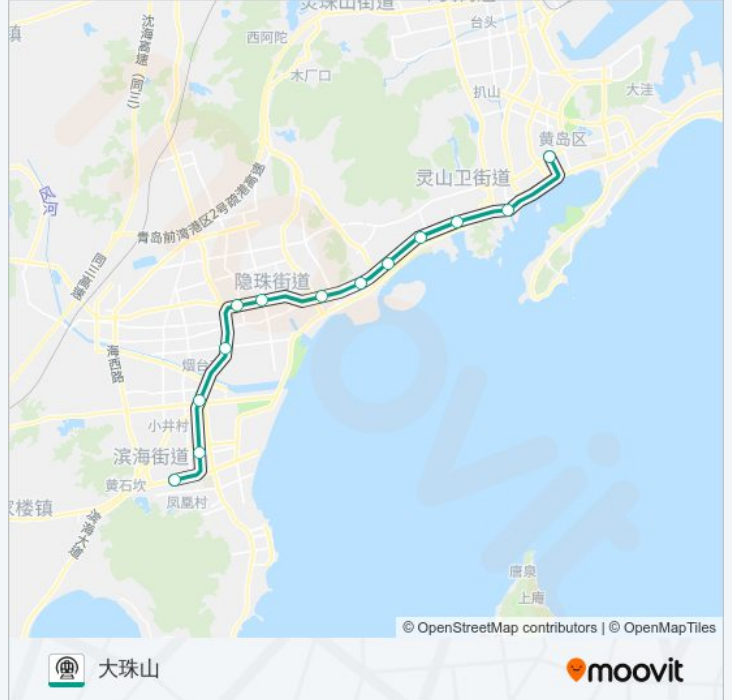 灵珠山街道
台头
镇
沈海高速（同三）
西阿陀
木厂口
扒山
大洼
黄岛区
灵山卫街道
风河
青岛前湾港区2号疏港高速
同三高速
隐珠街道
海西路
烟台
小井村
滨海街道
黄石坎
凤凰村
家楼镇
滨海大道
唐泉
上庵
© OpenStreetMap contributors | © OpenMapTiles
大珠山
moovit